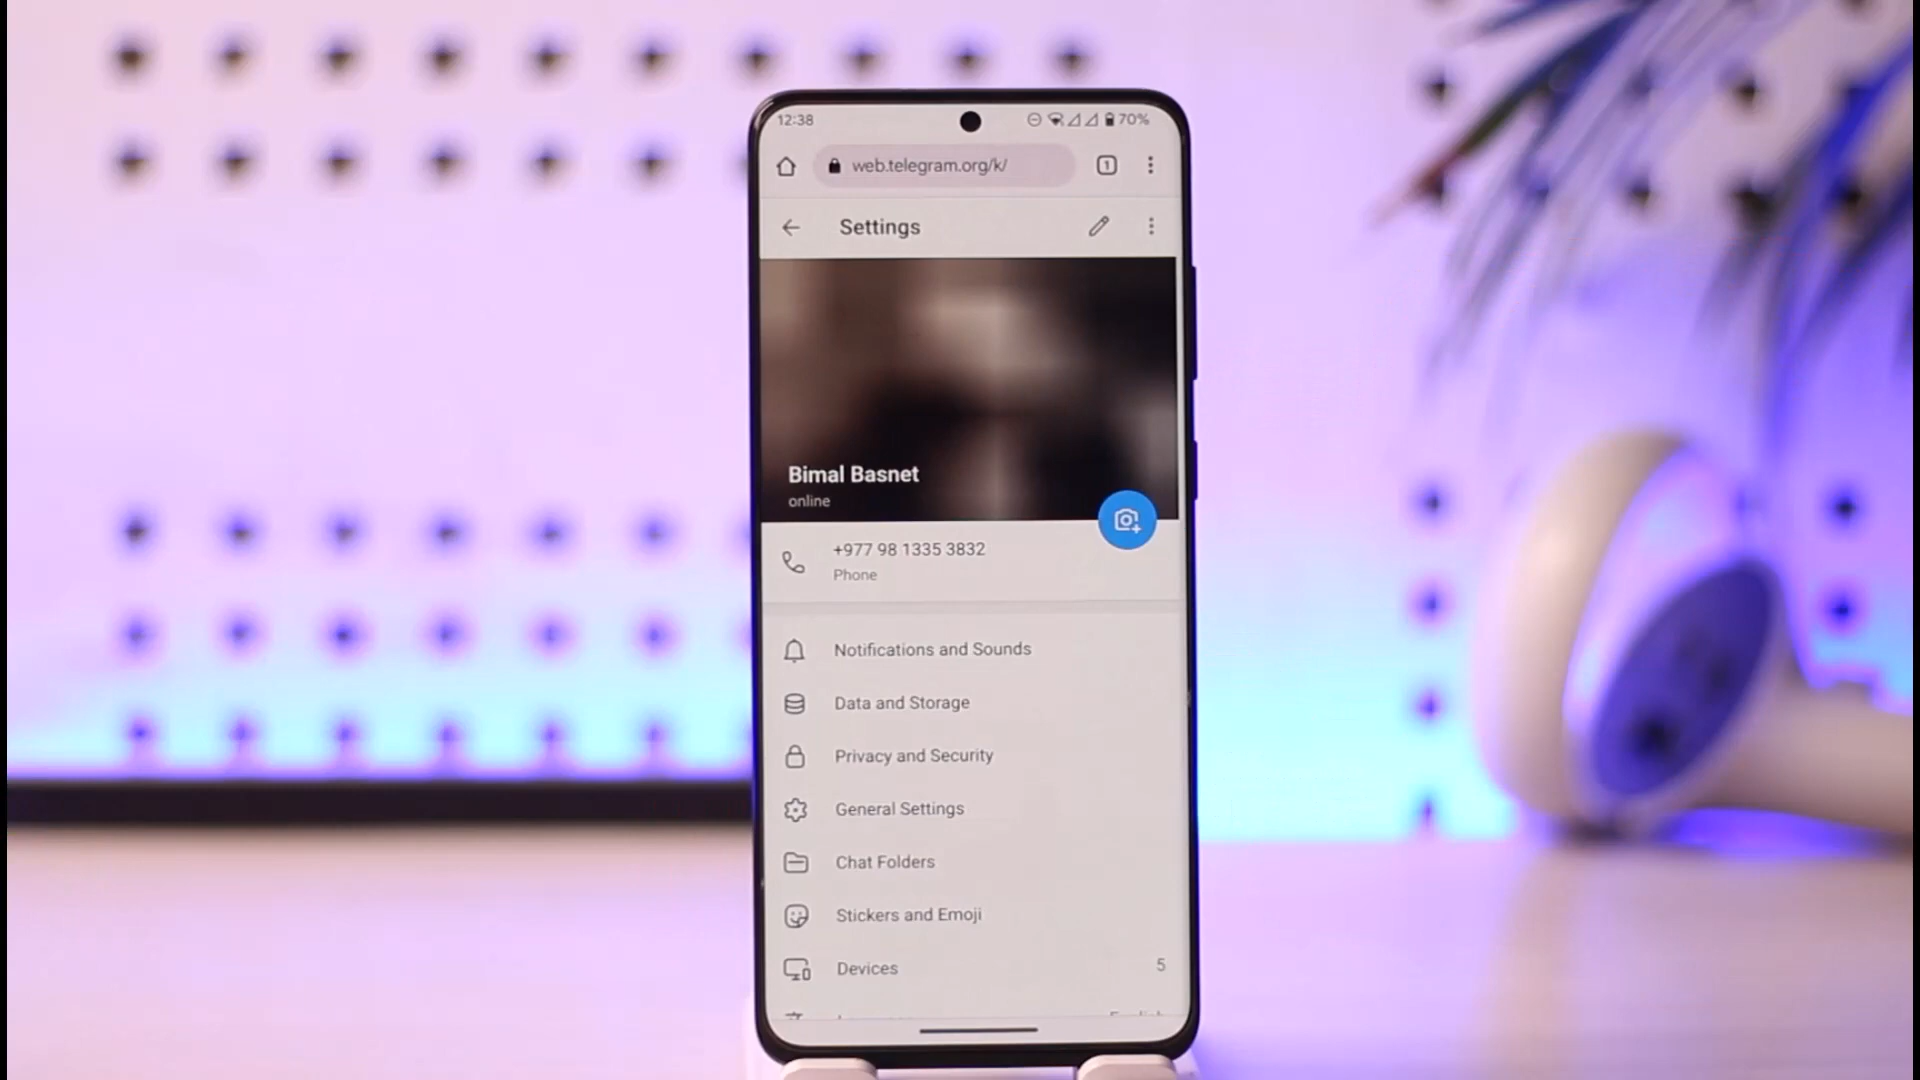 12:38
70%
web.telegram.org/k/
1
Settings
Bimal Basnet
online
+977 98 1335 3832
Phone
Notifications and Sounds
Data and Storage
Privacy and Security
General Settings
Chat Folders
Stickers and Emoji
Devices
5